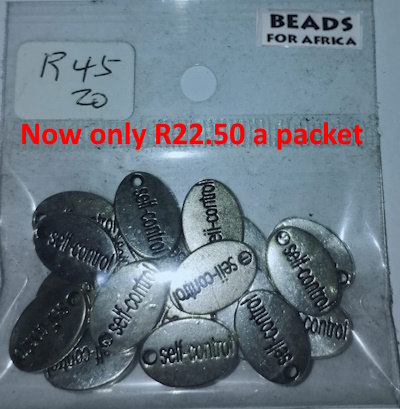 BEADS
FOR AFRICA
R45
20
Now only R22.50 a packet
self-control
self-control
self-control
self-control
self-control
self-control
self-control
control